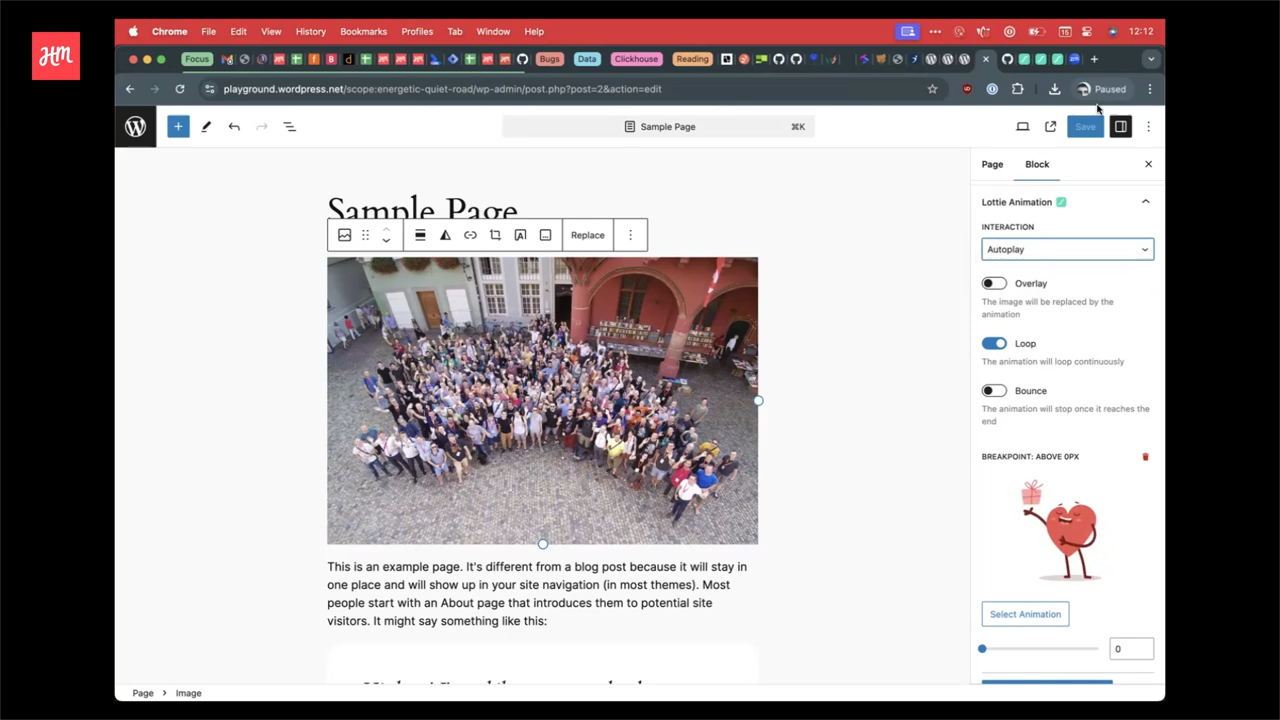 HM
Chrome File Edit View History Bookmarks Profiles Tab Window Help 15 12:12
Focus Bugs Data Clickhouse Reading
playground.wordpress.net/scope:energetic-quiet-road/wp-admin/post.php?post=2&action=edit Paused
Sample Page ⌘K Save
Page Block
Sample Page
Replace
Lottie Animation
INTERACTION
Autoplay
Overlay
The image will be replaced by the
animation
Loop
The animation will loop continuously
Bounce
The animation will stop once it reaches the
end
BREAKPOINT: ABOVE 0PX
Select Animation
0
This is an example page. It's different from a blog post because it will stay in
one place and will show up in your site navigation (in most themes). Most
people start with an About page that introduces them to potential site
visitors. It might say something like this:
Page > Image